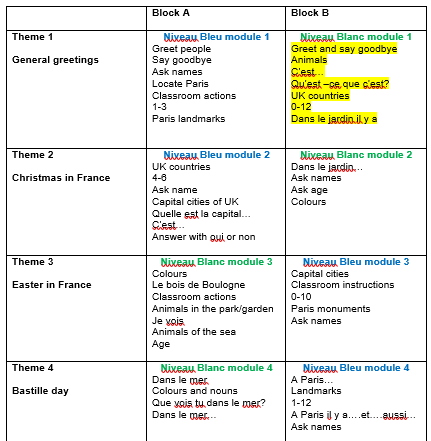 Block A
Block B
Theme 1
General greetings
Niveau Bleu module 1
Greet people
Say goodbye
Ask names
Locate Paris
Classroom actions
1-3
Paris landmarks
Niveau Blanc module 1
Greet and say goodbye
Animals
C'est…
Qu'est –ce que c'est?
UK countries
0-12
Dans le jardin il y a
Theme 2
Christmas in France
Niveau Bleu module 2
UK countries
4-6
Ask name
Capital cities of UK
Quelle est la capital…
C'est…
Answer with oui or non
Niveau Blanc module 2
Dans le jardin…
Ask names
Ask age
Colours
Theme 3
Easter in France
Niveau Blanc module 3
Colours
Le bois de Boulogne
Classroom actions
Animals in the park/garden
Je vois
Animals of the sea
Age
Niveau Bleu module 3
Capital cities
Classroom instructions
0-10
Paris monuments
Ask names
Theme 4
Bastille day
Niveau Blanc module 4
Dans le mer
Colours and nouns
Que vois tu dans le mer?
Dans le mer…
Niveau Bleu module 4
A Paris…
Landmarks
1-12
A Paris il y a….et….aussi…
Ask names